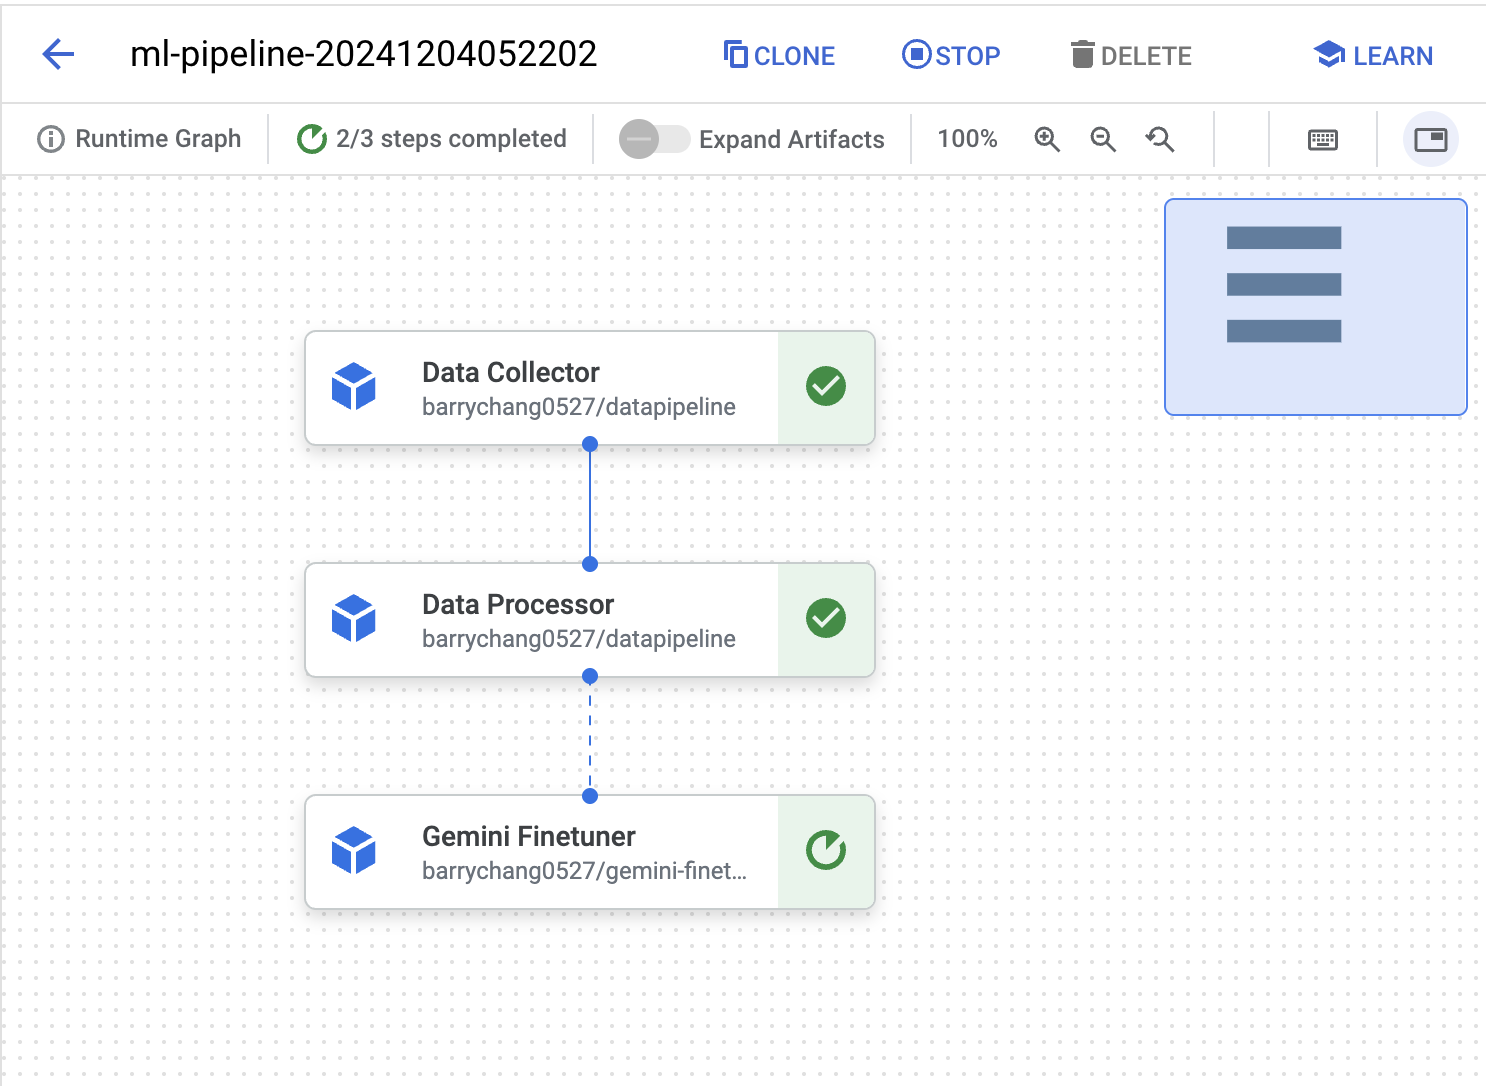 ml-pipeline-20241204052202
CLONE
STOP
DELETE
LEARN
Runtime Graph
2/3 steps completed
Expand Artifacts
100%
Data Collector
barrychang0527/datapipeline
Data Processor
barrychang0527/datapipeline
Gemini Finetuner
barrychang0527/gemini-finet...